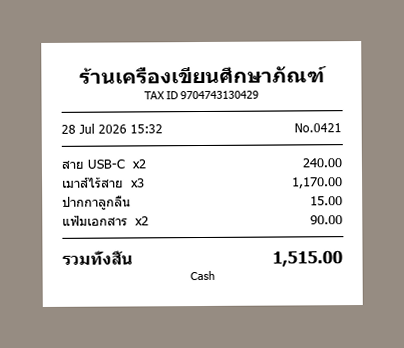 ร้านเครื่องเขียนศึกษาภัณฑ์
TAX ID 9704743130429
28 Jul 2026 15:32 No.0421
สาย USB-C x2 240.00
เมาส์ไร้สาย x3 1,170.00
ปากกาลูกลื่น 15.00
แฟ้มเอกสาร x2 90.00
รวมทั้งสิ้น 1,515.00
Cash